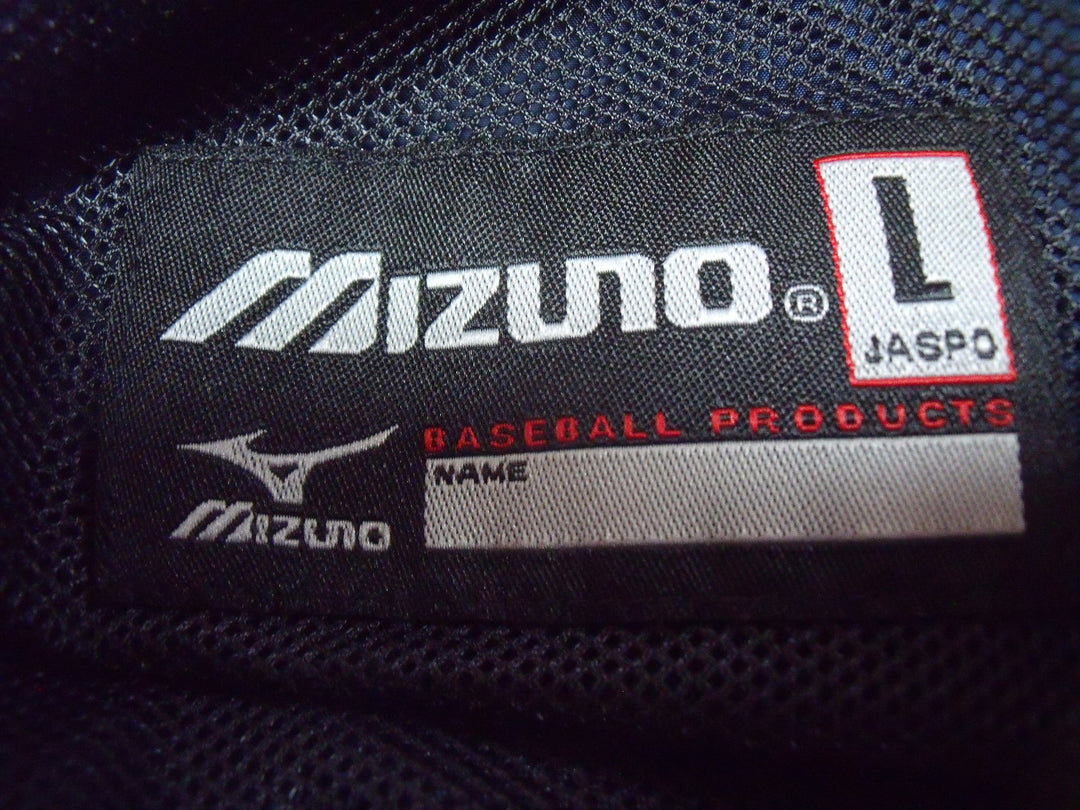 MIZUNO®
L
JASPO
BASEBALL PRODUCTS
NAME
MIZUNO